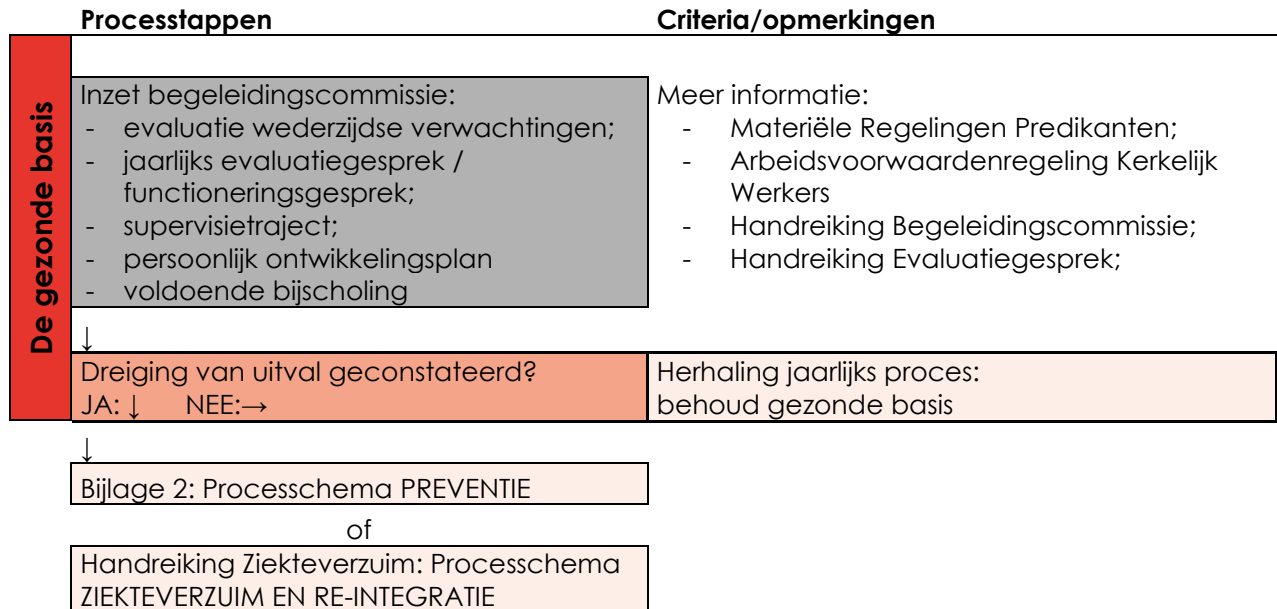 Processtappen
Criteria/opmerkingen
De gezonde basis
Inzet begeleidingscommissie:
- evaluatie wederzijdse verwachtingen;
- jaarlijks evaluatiegesprek /
functioneringsgesprek;
- supervisietraject;
- persoonlijk ontwikkelingsplan
- voldoende bijscholing
Meer informatie:
- Materiële Regelingen Predikanten;
- Arbeidsvoorwaardenregeling Kerkelijk
Werkers
- Handreiking Begeleidingscommissie;
- Handreiking Evaluatiegesprek;
↓
Dreiging van uitval geconstateerd?
JA: ↓ NEE:→
Herhaling jaarlijks proces:
behoud gezonde basis
↓
Bijlage 2: Processchema PREVENTIE
of
Handreiking Ziekteverzuim: Processchema
ZIEKTEVERZUIM EN RE-INTEGRATIE